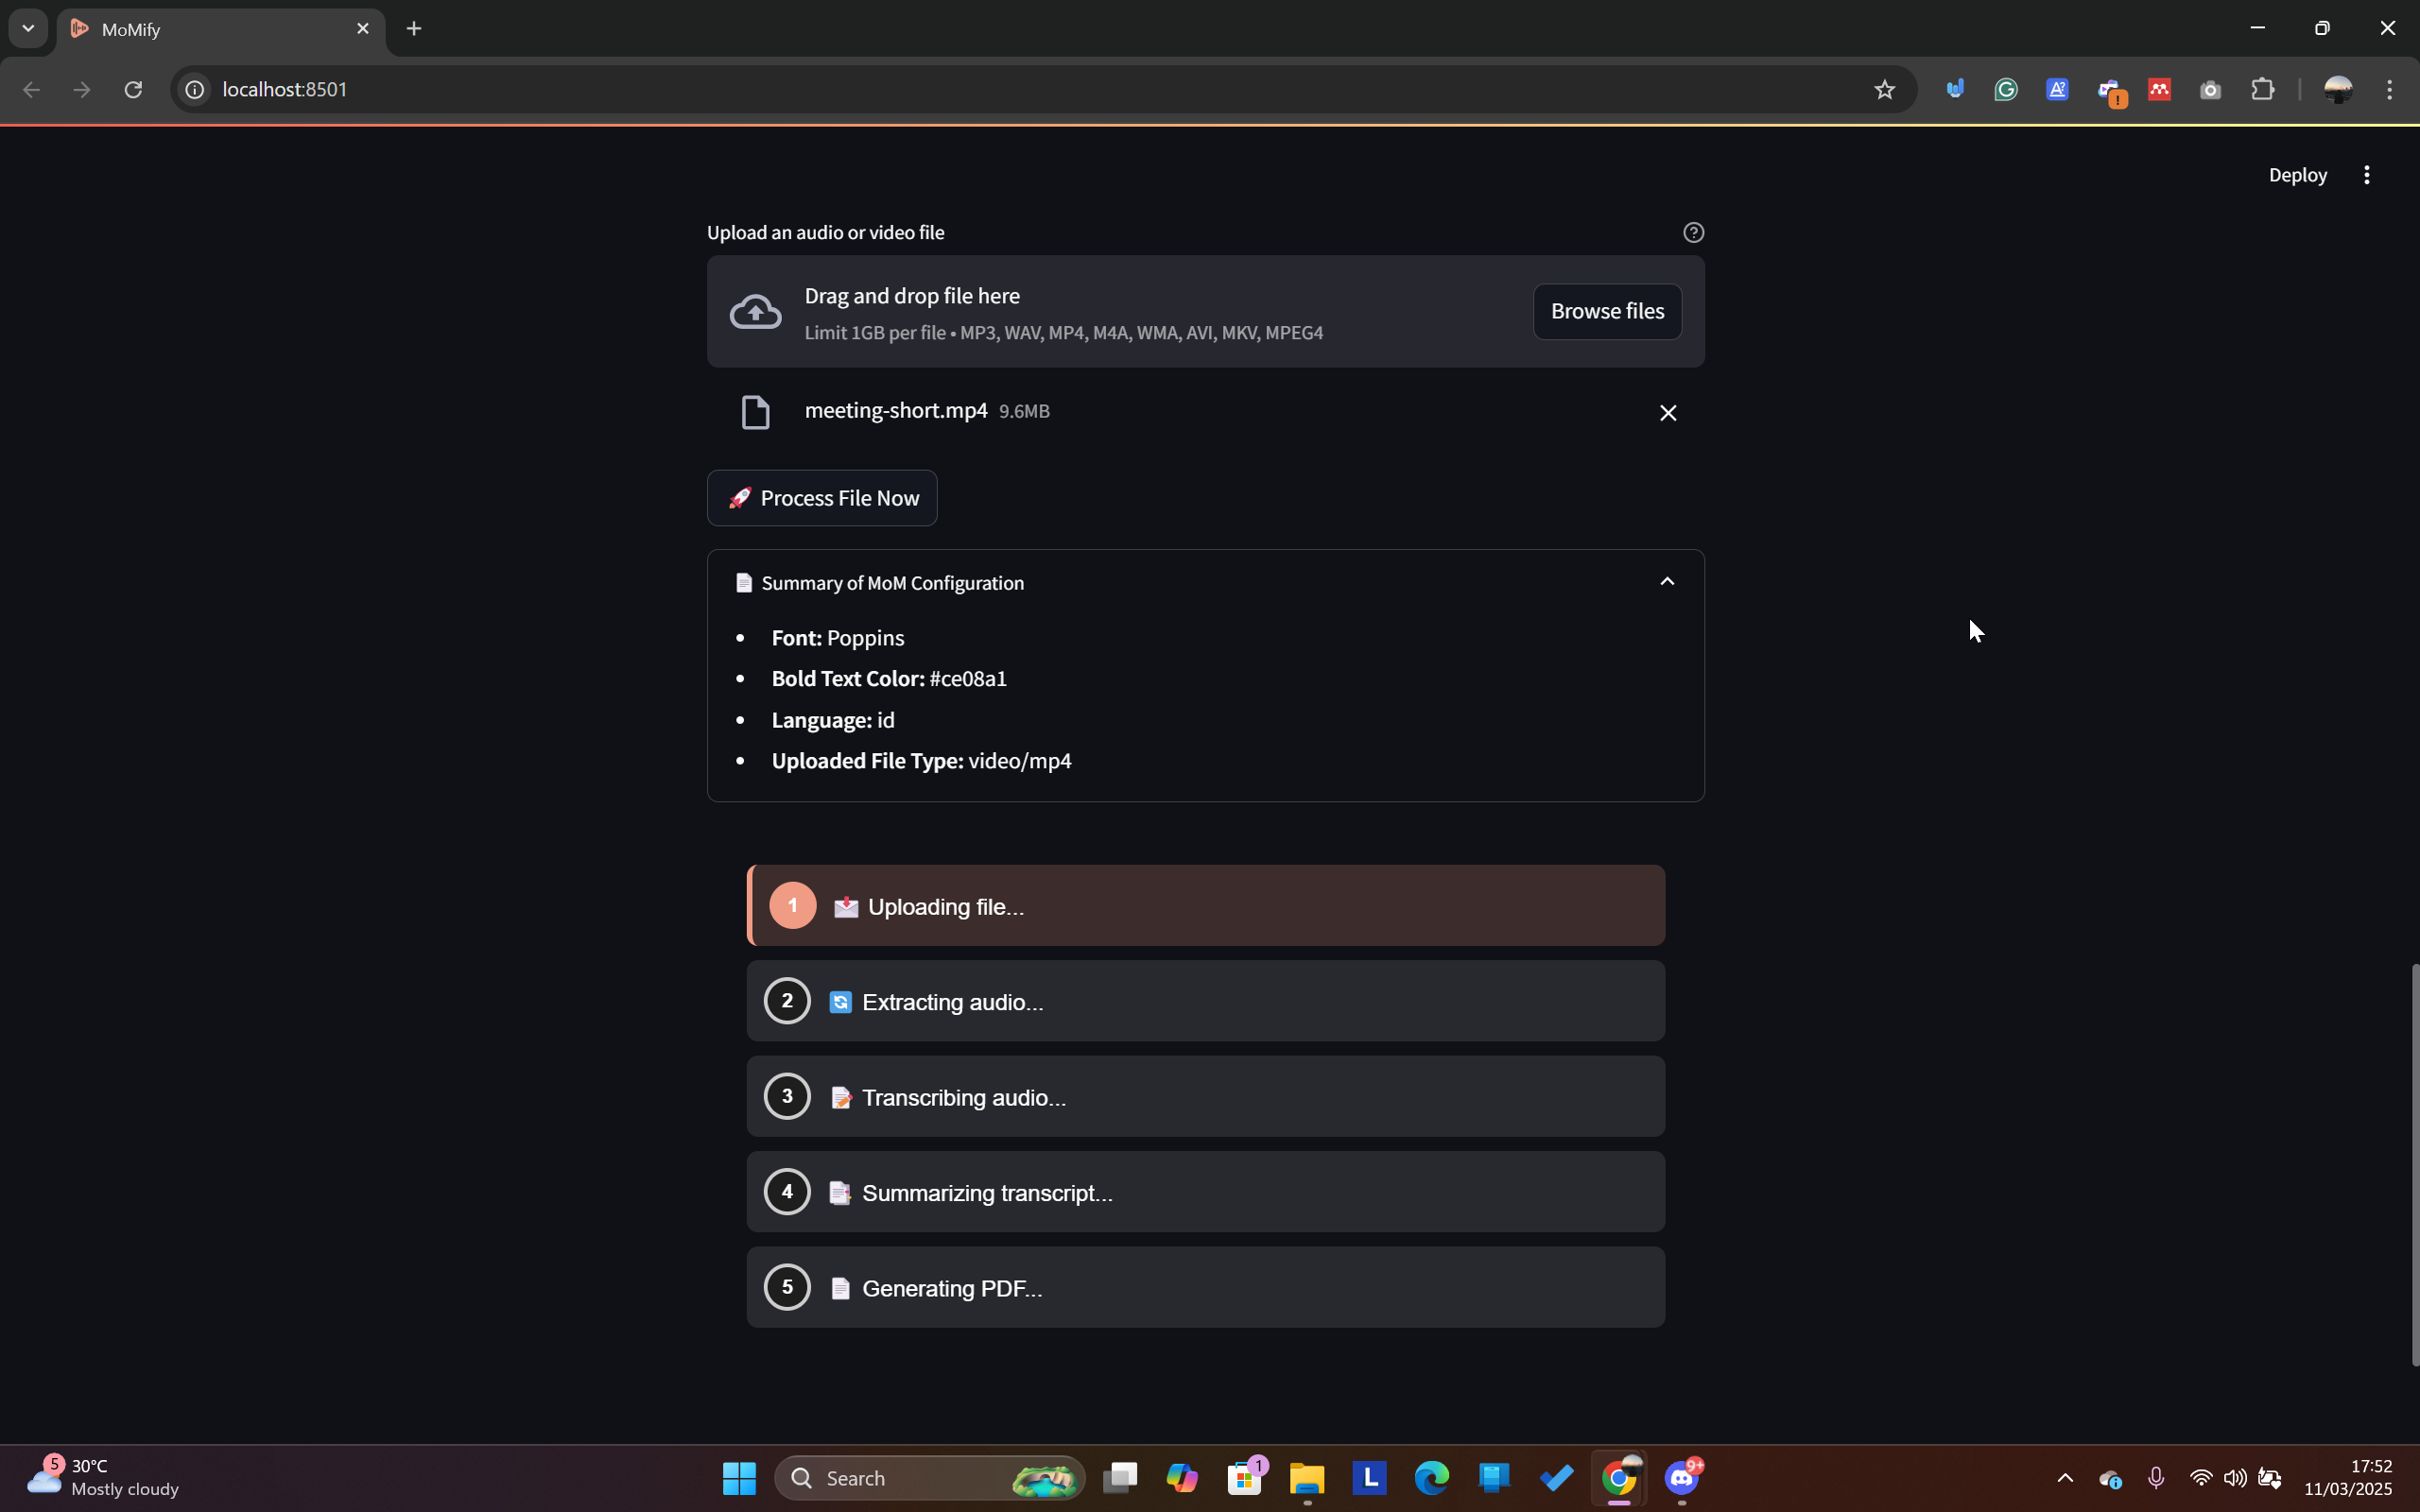 MoMify
localhost:8501
Deploy
Upload an audio or video file
Drag and drop file here
Limit 1GB per file • MP3, WAV, MP4, M4A, WMA, AVI, MKV, MPEG4
Browse files
meeting-short.mp4 9.6MB
🚀 Process File Now
📄 Summary of MoM Configuration
• Font: Poppins
• Bold Text Color: #ce08a1
• Language: id
• Uploaded File Type: video/mp4
1 📩 Uploading file...
2 🔄 Extracting audio...
3 📝 Transcribing audio...
4 📑 Summarizing transcript...
5 📄 Generating PDF...
5
30°C
Mostly cloudy
Search
1
L
9+
17:52
11/03/2025